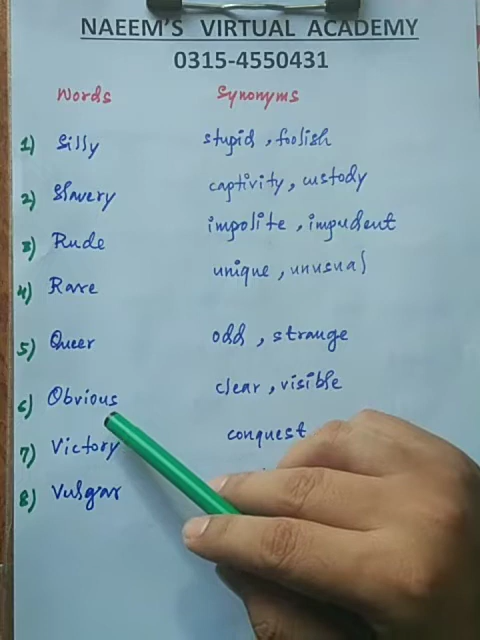 NAEEM'S VIRTUAL ACADEMY
0315-4550431
Words Synonyms
1) Silly stupid, foolish
2) Slavery captivity, custody
3) Rude impolite, impudent
4) Rare unique, unusual
5) Queer odd, strange
6) Obvious clear, visible
7) Victory conquest
8) Vulgar